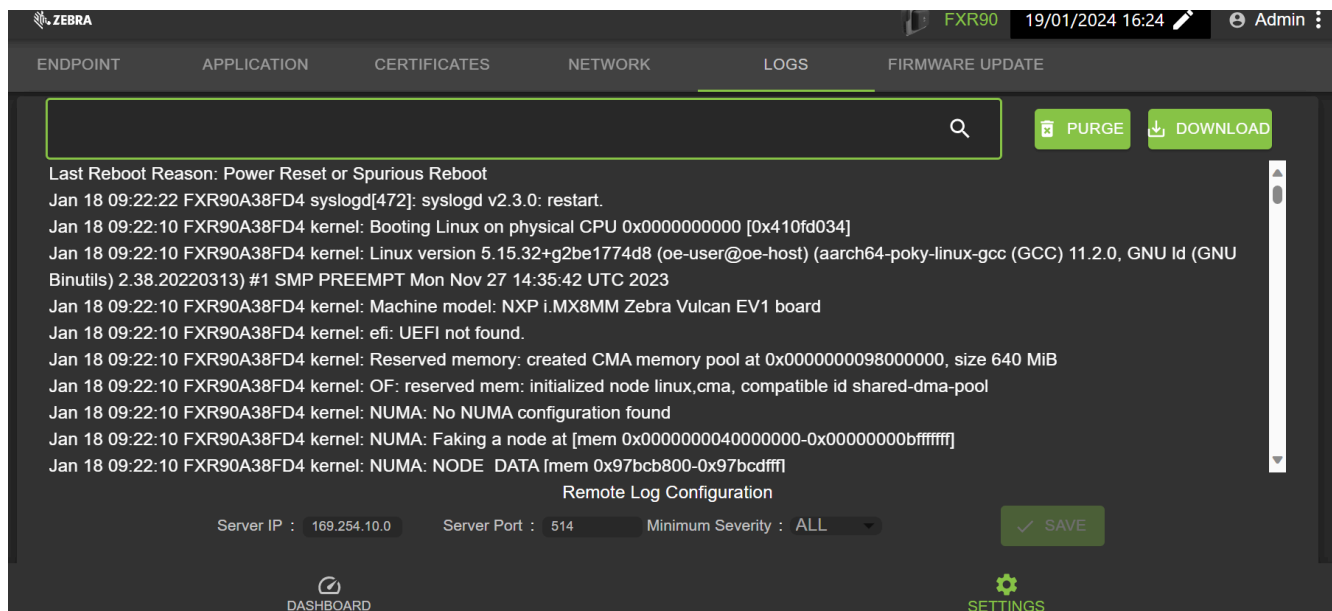 ZEBRA
FXR90 19/01/2024 16:24 Admin
ENDPOINT APPLICATION CERTIFICATES NETWORK LOGS FIRMWARE UPDATE
PURGE DOWNLOAD
Last Reboot Reason: Power Reset or Spurious Reboot
Jan 18 09:22:22 FXR90A38FD4 syslogd[472]: syslogd v2.3.0: restart.
Jan 18 09:22:10 FXR90A38FD4 kernel: Booting Linux on physical CPU 0x0000000000 [0x410fd034]
Jan 18 09:22:10 FXR90A38FD4 kernel: Linux version 5.15.32+g2be1774d8 (oe-user@oe-host) (aarch64-poky-linux-gcc (GCC) 11.2.0, GNU ld (GNU
Binutils) 2.38.20220313) #1 SMP PREEMPT Mon Nov 27 14:35:42 UTC 2023
Jan 18 09:22:10 FXR90A38FD4 kernel: Machine model: NXP i.MX8MM Zebra Vulcan EV1 board
Jan 18 09:22:10 FXR90A38FD4 kernel: efi: UEFI not found.
Jan 18 09:22:10 FXR90A38FD4 kernel: Reserved memory: created CMA memory pool at 0x0000000098000000, size 640 MiB
Jan 18 09:22:10 FXR90A38FD4 kernel: OF: reserved mem: initialized node linux,cma, compatible id shared-dma-pool
Jan 18 09:22:10 FXR90A38FD4 kernel: NUMA: No NUMA configuration found
Jan 18 09:22:10 FXR90A38FD4 kernel: NUMA: Faking a node at [mem 0x0000000040000000-0x00000000bfffffff]
Jan 18 09:22:10 FXR90A38FD4 kernel: NUMA: NODE_DATA [mem 0x97bcb800-0x97bcdfff]
Remote Log Configuration
Server IP : 169.254.10.0 Server Port : 514 Minimum Severity : ALL SAVE
DASHBOARD SETTINGS